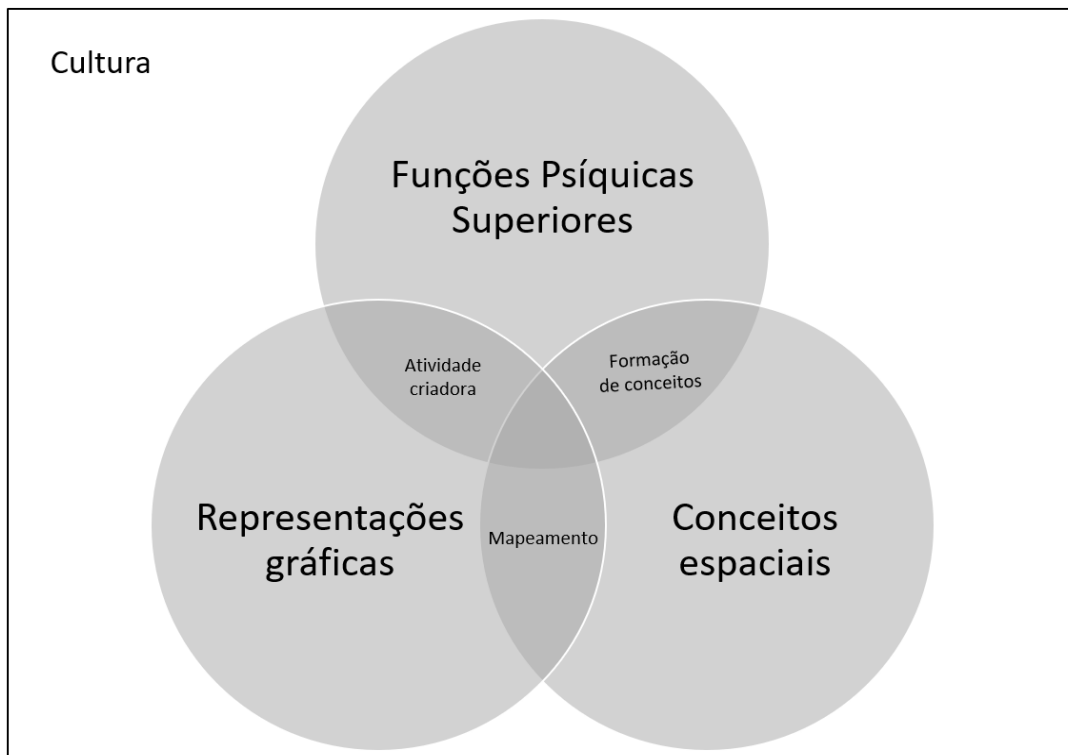 Cultura
Funções Psíquicas
Superiores
Atividade
criadora
Formação
de conceitos
Representações
gráficas
Mapeamento
Conceitos
espaciais